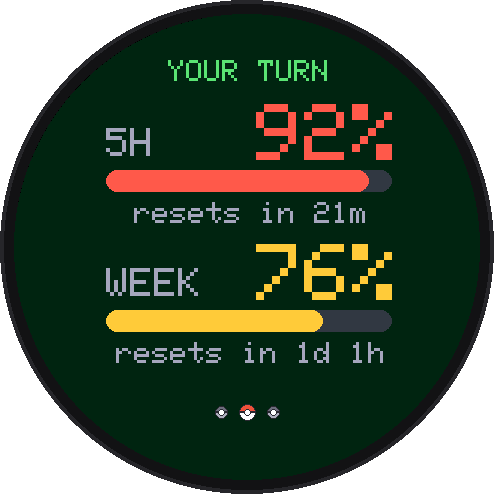 YOUR TURN
5H 92%
resets in 21m
WEEK 76%
resets in 1d 1h